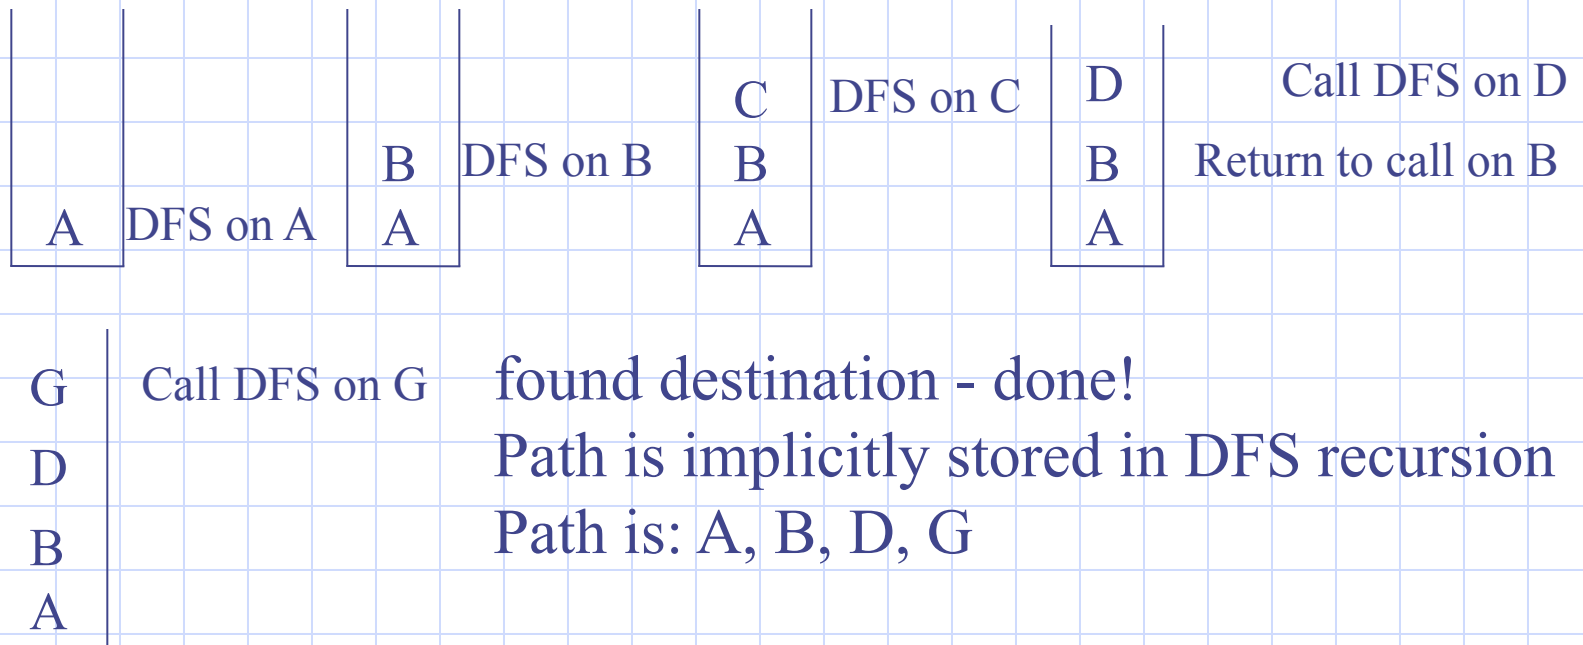 A DFS on A
B DFS on B
A
C DFS on C
B
A
D Call DFS on D
B Return to call on B
A
G Call DFS on G
D
B
A
found destination - done!
Path is implicitly stored in DFS recursion
Path is: A, B, D, G